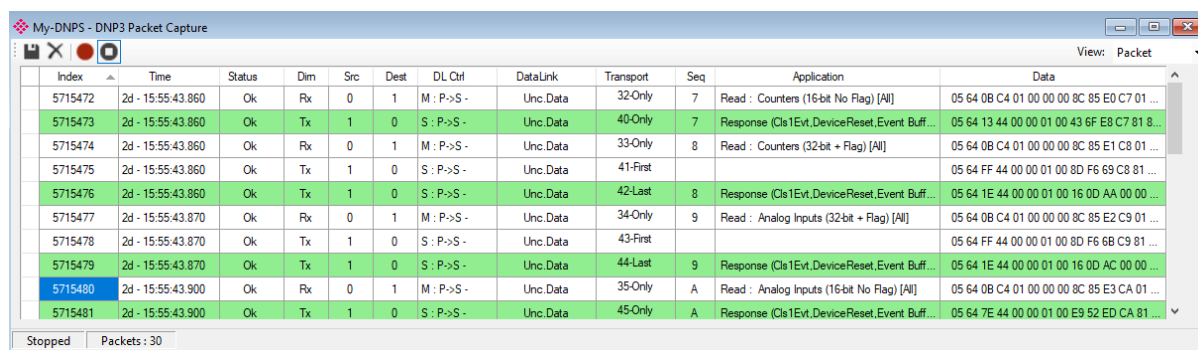 My-DNPS - DNP3 Packet Capture
View: Packet
Index Time Status Dirn Src Dest DL Ctrl DataLink Transport Seq Application Data
5715472 2d - 15:55:43.860 Ok Rx 0 1 M : P->S - Unc.Data 32-Only 7 Read : Counters (16-bit No Flag) [All] 05 64 0B C4 01 00 00 00 8C 85 E0 C7 01 ...
5715473 2d - 15:55:43.860 Ok Tx 1 0 S : P->S - Unc.Data 40-Only 7 Response (Cls1Evt,DeviceReset,Event Buff... 05 64 13 44 00 00 01 00 43 6F E8 C7 81 8...
5715474 2d - 15:55:43.860 Ok Rx 0 1 M : P->S - Unc.Data 33-Only 8 Read : Counters (32-bit + Flag) [All] 05 64 0B C4 01 00 00 00 8C 85 E1 C8 01 ...
5715475 2d - 15:55:43.860 Ok Tx 1 0 S : P->S - Unc.Data 41-First 05 64 FF 44 00 00 01 00 8D F6 69 C8 81 ...
5715476 2d - 15:55:43.860 Ok Tx 1 0 S : P->S - Unc.Data 42-Last 8 Response (Cls1Evt,DeviceReset,Event Buff... 05 64 1E 44 00 00 01 00 16 0D AA 00 00 ...
5715477 2d - 15:55:43.870 Ok Rx 0 1 M : P->S - Unc.Data 34-Only 9 Read : Analog Inputs (32-bit + Flag) [All] 05 64 0B C4 01 00 00 00 8C 85 E2 C9 01 ...
5715478 2d - 15:55:43.870 Ok Tx 1 0 S : P->S - Unc.Data 43-First 05 64 FF 44 00 00 01 00 8D F6 6B C9 81 ...
5715479 2d - 15:55:43.870 Ok Tx 1 0 S : P->S - Unc.Data 44-Last 9 Response (Cls1Evt,DeviceReset,Event Buff... 05 64 1E 44 00 00 01 00 16 0D AC 00 00 ...
5715480 2d - 15:55:43.900 Ok Rx 0 1 M : P->S - Unc.Data 35-Only A Read : Analog Inputs (16-bit No Flag) [All] 05 64 0B C4 01 00 00 00 8C 85 E3 CA 01 ...
5715481 2d - 15:55:43.900 Ok Tx 1 0 S : P->S - Unc.Data 45-Only A Response (Cls1Evt,DeviceReset,Event Buff... 05 64 7E 44 00 00 01 00 E9 52 ED CA 81 ...
Stopped Packets : 30